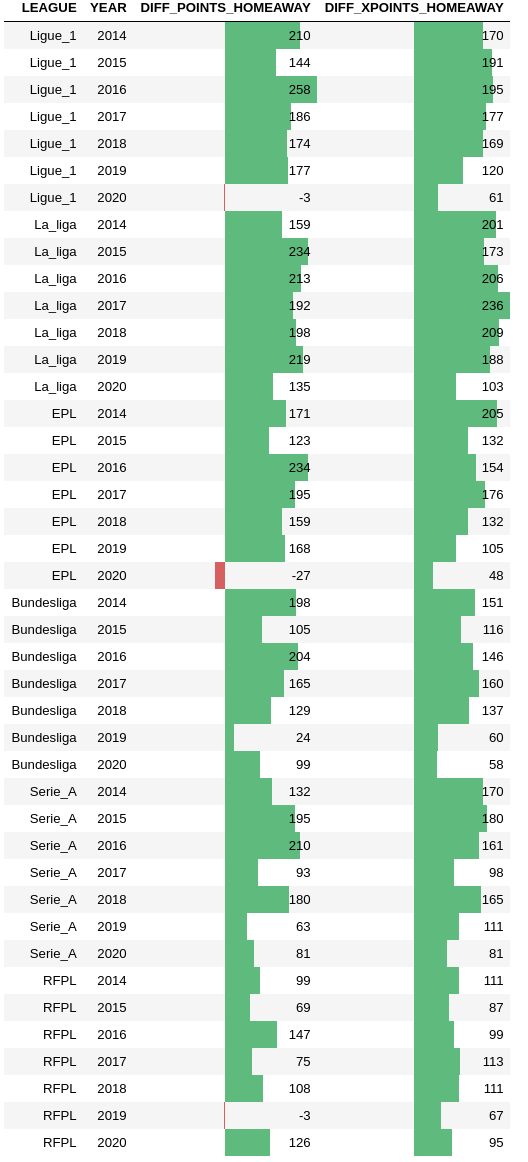 LEAGUE YEAR DIFF_POINTS_HOMEAWAY DIFF_XPOINTS_HOMEAWAY
Ligue_1 2014 210 170
Ligue_1 2015 144 191
Ligue_1 2016 258 195
Ligue_1 2017 186 177
Ligue_1 2018 174 169
Ligue_1 2019 177 120
Ligue_1 2020 -3 61
La_liga 2014 159 201
La_liga 2015 234 173
La_liga 2016 213 206
La_liga 2017 192 236
La_liga 2018 198 209
La_liga 2019 219 188
La_liga 2020 135 103
EPL 2014 171 205
EPL 2015 123 132
EPL 2016 234 154
EPL 2017 195 176
EPL 2018 159 132
EPL 2019 168 105
EPL 2020 -27 48
Bundesliga 2014 198 151
Bundesliga 2015 105 116
Bundesliga 2016 204 146
Bundesliga 2017 165 160
Bundesliga 2018 129 137
Bundesliga 2019 24 60
Bundesliga 2020 99 58
Serie_A 2014 132 170
Serie_A 2015 195 180
Serie_A 2016 210 161
Serie_A 2017 93 98
Serie_A 2018 180 165
Serie_A 2019 63 111
Serie_A 2020 81 81
RFPL 2014 99 111
RFPL 2015 69 87
RFPL 2016 147 99
RFPL 2017 75 113
RFPL 2018 108 111
RFPL 2019 -3 67
RFPL 2020 126 95